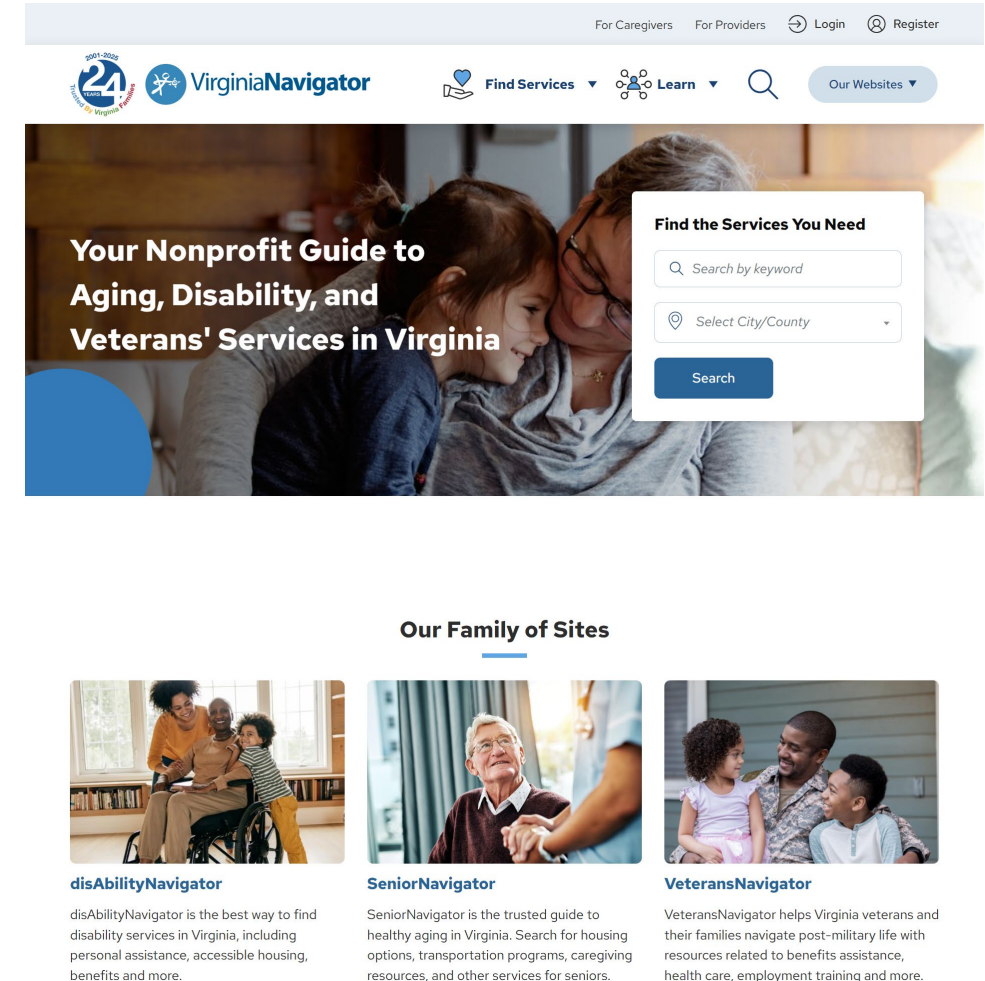 For Caregivers For Providers Login Register
2001-2025
24
YEARS
Trusted By Virginia Families
VirginiaNavigator
Find Services ▼ Learn ▼ Our Websites ▼
Your Nonprofit Guide to
Aging, Disability, and
Veterans' Services in Virginia
Find the Services You Need
Search by keyword
Select City/County
Search
Our Family of Sites
disAbilityNavigator
disAbilityNavigator is the best way to find
disability services in Virginia, including
personal assistance, accessible housing,
benefits and more.
SeniorNavigator
SeniorNavigator is the trusted guide to
healthy aging in Virginia. Search for housing
options, transportation programs, caregiving
resources, and other services for seniors.
VeteransNavigator
VeteransNavigator helps Virginia veterans and
their families navigate post-military life with
resources related to benefits assistance,
health care, employment training and more.